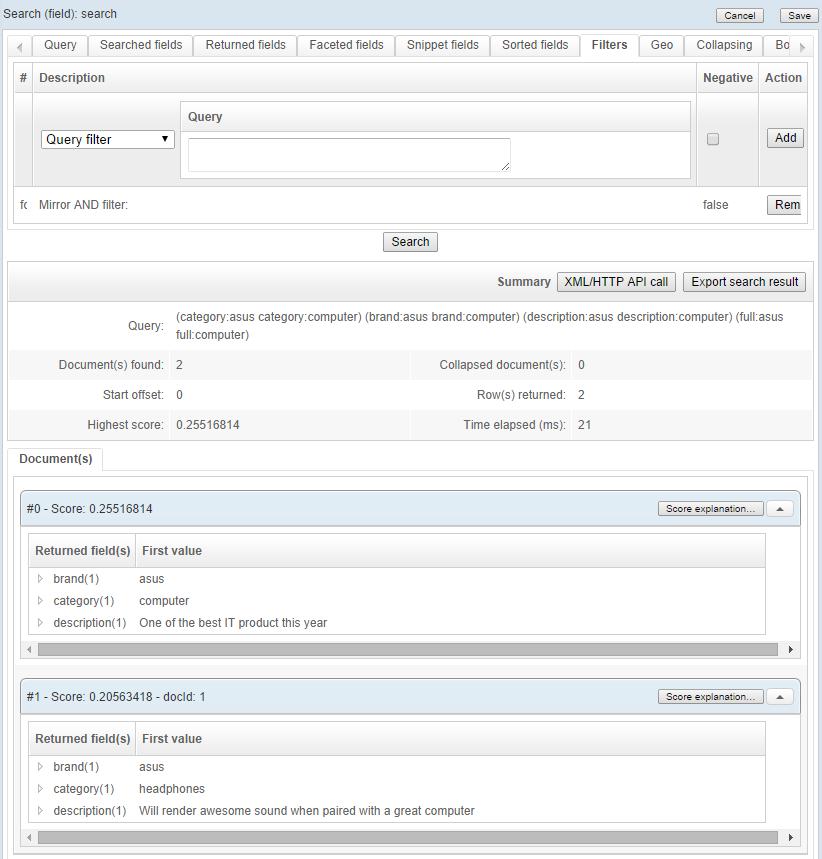 Search (field): search Cancel Save
Query Searched fields Returned fields Faceted fields Snippet fields Sorted fields Filters Geo Collapsing Bo
# Description Negative Action
Query
Query filter Add
Mirror AND filter: false Rem
Search
Summary XML/HTTP API call Export search result
Query: (category:asus category:computer) (brand:asus brand:computer) (description:asus description:computer) (full:asus
full:computer)
Document(s) found: 2 Collapsed document(s): 0
Start offset: 0 Row(s) returned: 2
Highest score: 0.25516814 Time elapsed (ms): 21
Document(s)
#0 - Score: 0.25516814 Score explanation...
Returned field(s) First value
brand(1) asus
category(1) computer
description(1) One of the best IT product this year
#1 - Score: 0.20563418 - docId: 1 Score explanation...
Returned field(s) First value
brand(1) asus
category(1) headphones
description(1) Will render awesome sound when paired with a great computer